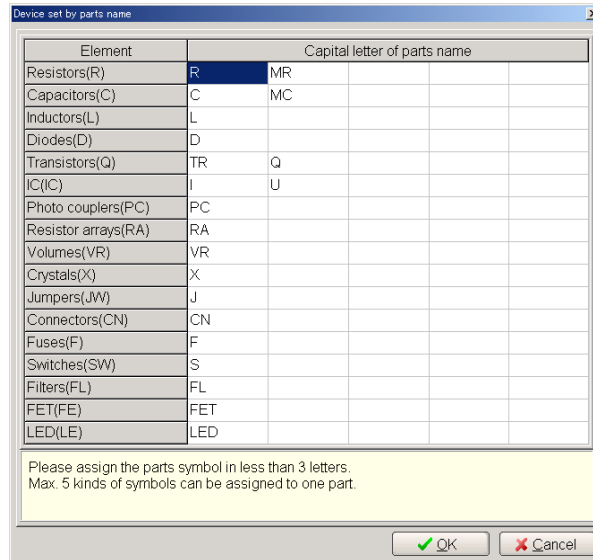 Device set by parts name
Element Capital letter of parts name
Resistors(R) R MR
Capacitors(C) C MC
Inductors(L) L
Diodes(D) D
Transistors(Q) TR Q
IC(IC) I U
Photo couplers(PC) PC
Resistor arrays(RA) RA
Volumes(VR) VR
Crystals(X) X
Jumpers(JW) J
Connectors(CN) CN
Fuses(F) F
Switches(SW) S
Filters(FL) FL
FET(FE) FET
LED(LE) LED
Please assign the parts symbol in less than 3 letters.
Max. 5 kinds of symbols can be assigned to one part.
OK Cancel